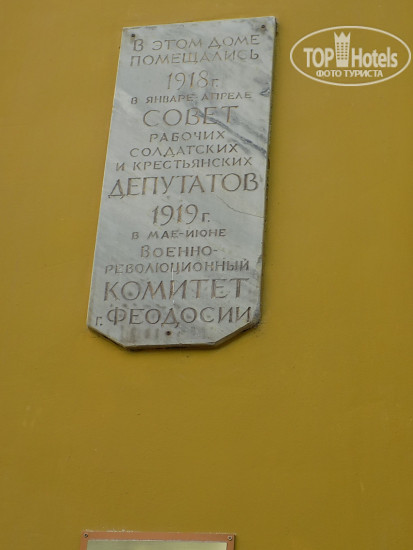 В ЭТОМ ДОМЕ
ПОМЕЩАЛИСЬ
1918 г.
В ЯНВАРЕ-АПРЕЛЕ
СОВЕТ
РАБОЧИХ
СОЛДАТСКИХ
И КРЕСТЬЯНСКИХ
ДЕПУТАТОВ
1919 г.
В МАЕ-ИЮНЕ
ВОЕННО-
РЕВОЛЮЦИОННЫЙ
КОМИТЕТ
г. ФЕОДОСИИ
TOP Hotels
ФОТО ТУРИСТА